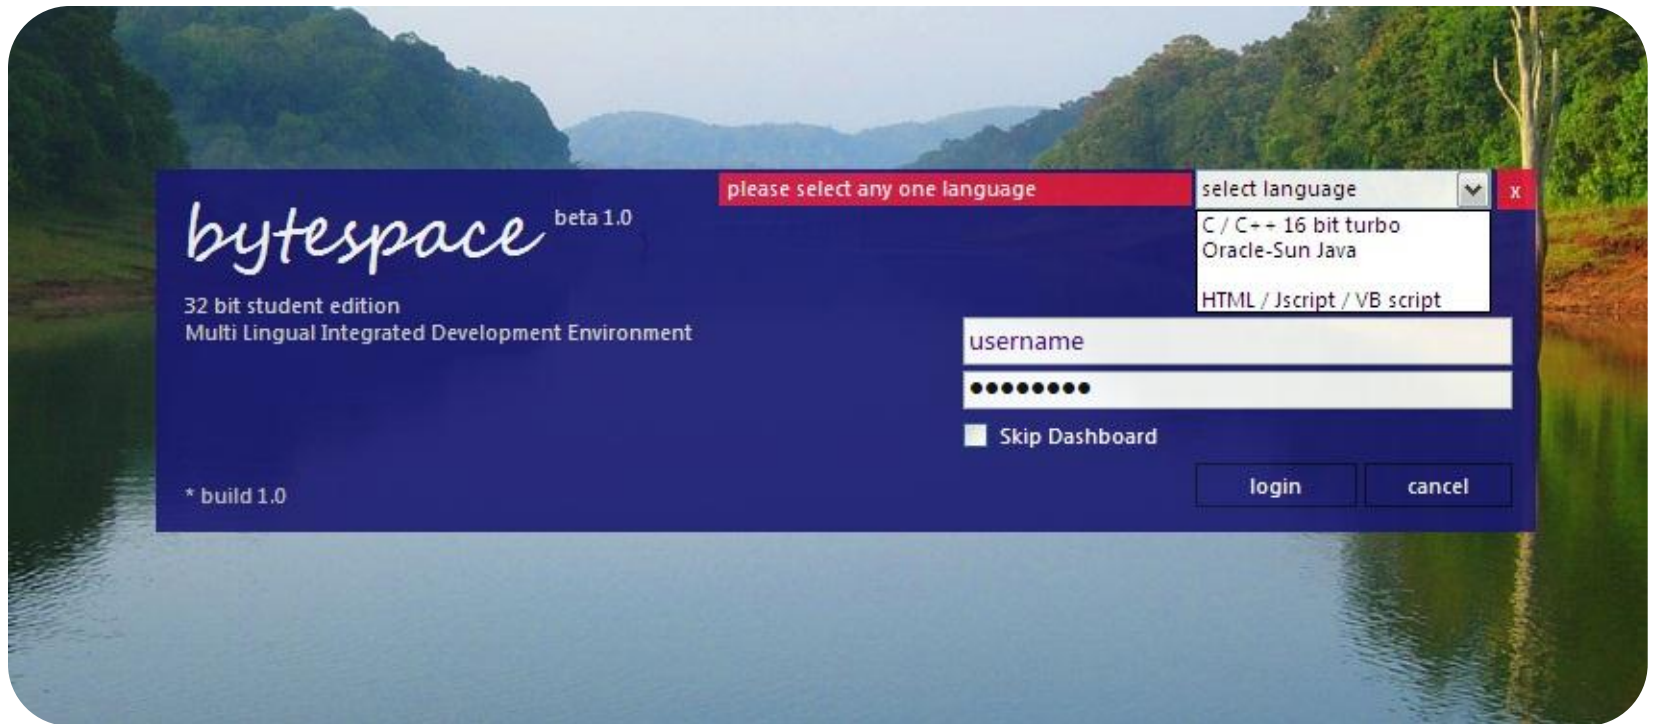 please select any one language
select language
x
bytespace beta 1.0
C / C++ 16 bit turbo
Oracle-Sun Java
HTML / Jscript / VB script
32 bit student edition
Multi Lingual Integrated Development Environment
username
Skip Dashboard
login
cancel
* build 1.0